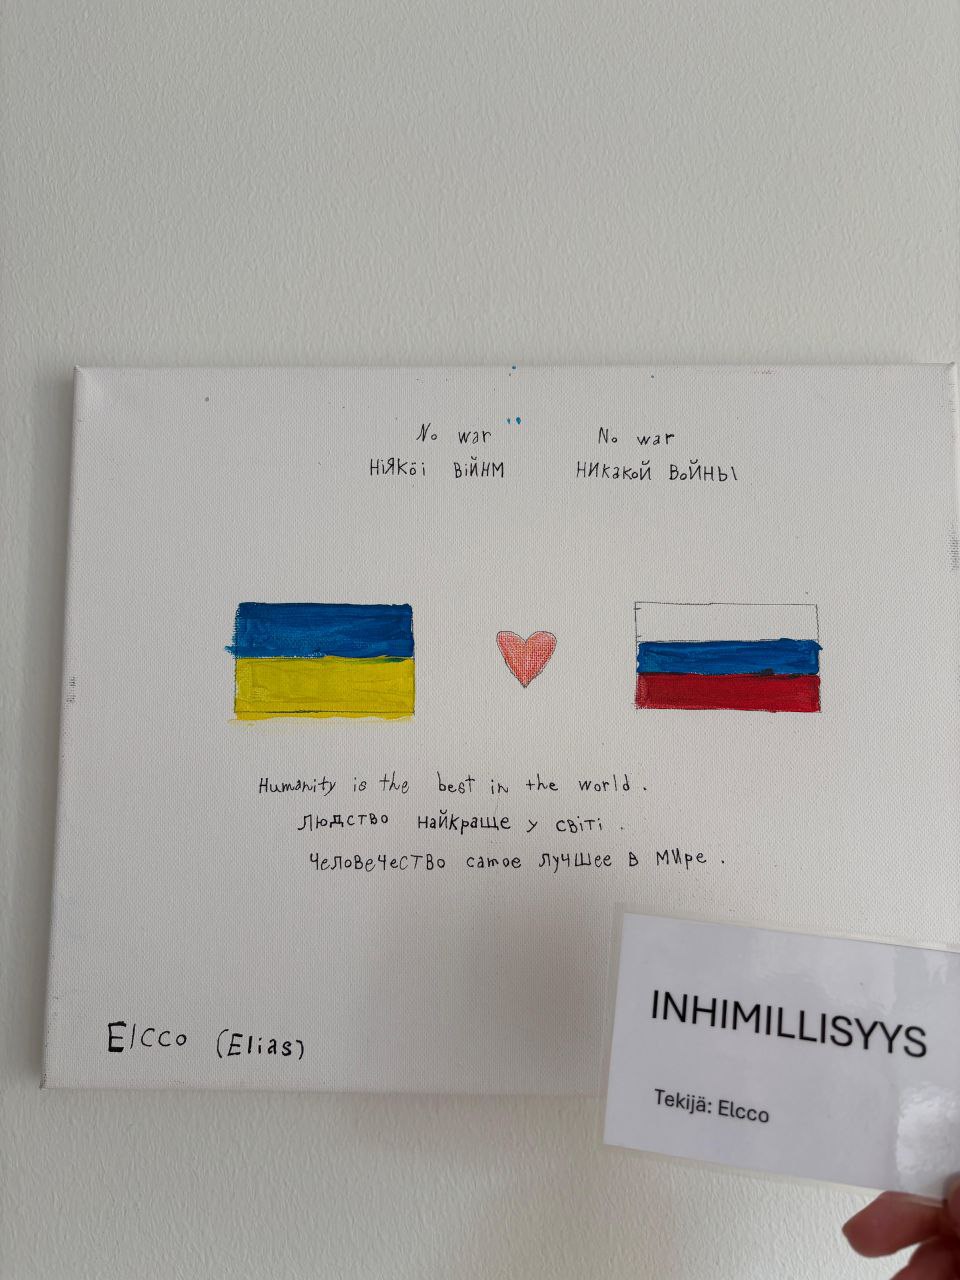 No war No war
Ніякої війнм Никакой войны
Humanity is the best in the world.
Людство найкраще у світі.
Человечество самое лучшее в мире.
Elcco (Elias)
INHIMILLISYYS
Tekijä: Elcco